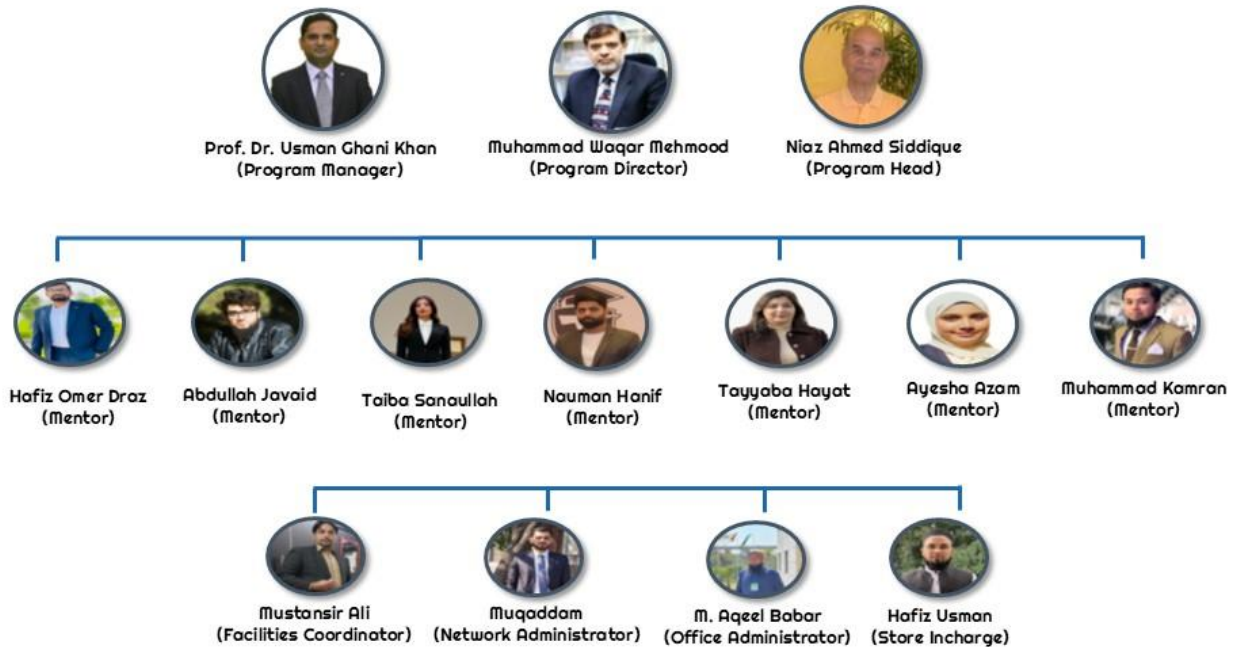 Prof. Dr. Usman Ghani Khan
(Program Manager)
Muhammad Waqar Mehmood
(Program Director)
Niaz Ahmed Siddique
(Program Head)
Hafiz Omer Draz
(Mentor)
Abdullah Javaid
(Mentor)
Taiba Sanaullah
(Mentor)
Nauman Hanif
(Mentor)
Tayyaba Hayat
(Mentor)
Ayesha Azam
(Mentor)
Muhammad Kamran
(Mentor)
Mustansir Ali
(Facilities Coordinator)
Muqaddam
(Network Administrator)
M. Aqeel Babar
(Office Administrator)
Hafiz Usman
(Store Incharge)